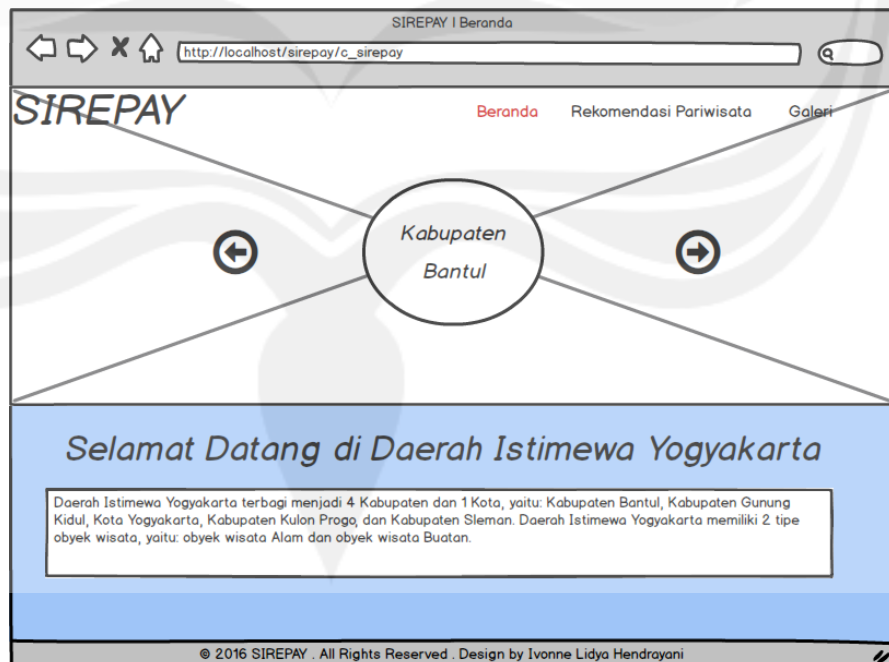 SIREPAY | Beranda
http://localhost/sirepay/c_sirepay
SIREPAY
Beranda Rekomendasi Pariwisata Galeri
Kabupaten
Bantul
Selamat Datang di Daerah Istimewa Yogyakarta
Daerah Istimewa Yogyakarta terbagi menjadi 4 Kabupaten dan 1 Kota, yaitu: Kabupaten Bantul, Kabupaten Gunung
Kidul, Kota Yogyakarta, Kabupaten Kulon Progo, dan Kabupaten Sleman. Daerah Istimewa Yogyakarta memiliki 2 tipe
obyek wisata, yaitu: obyek wisata Alam dan obyek wisata Buatan.
© 2016 SIREPAY . All Rights Reserved . Design by Ivonne Lidya Hendrayani